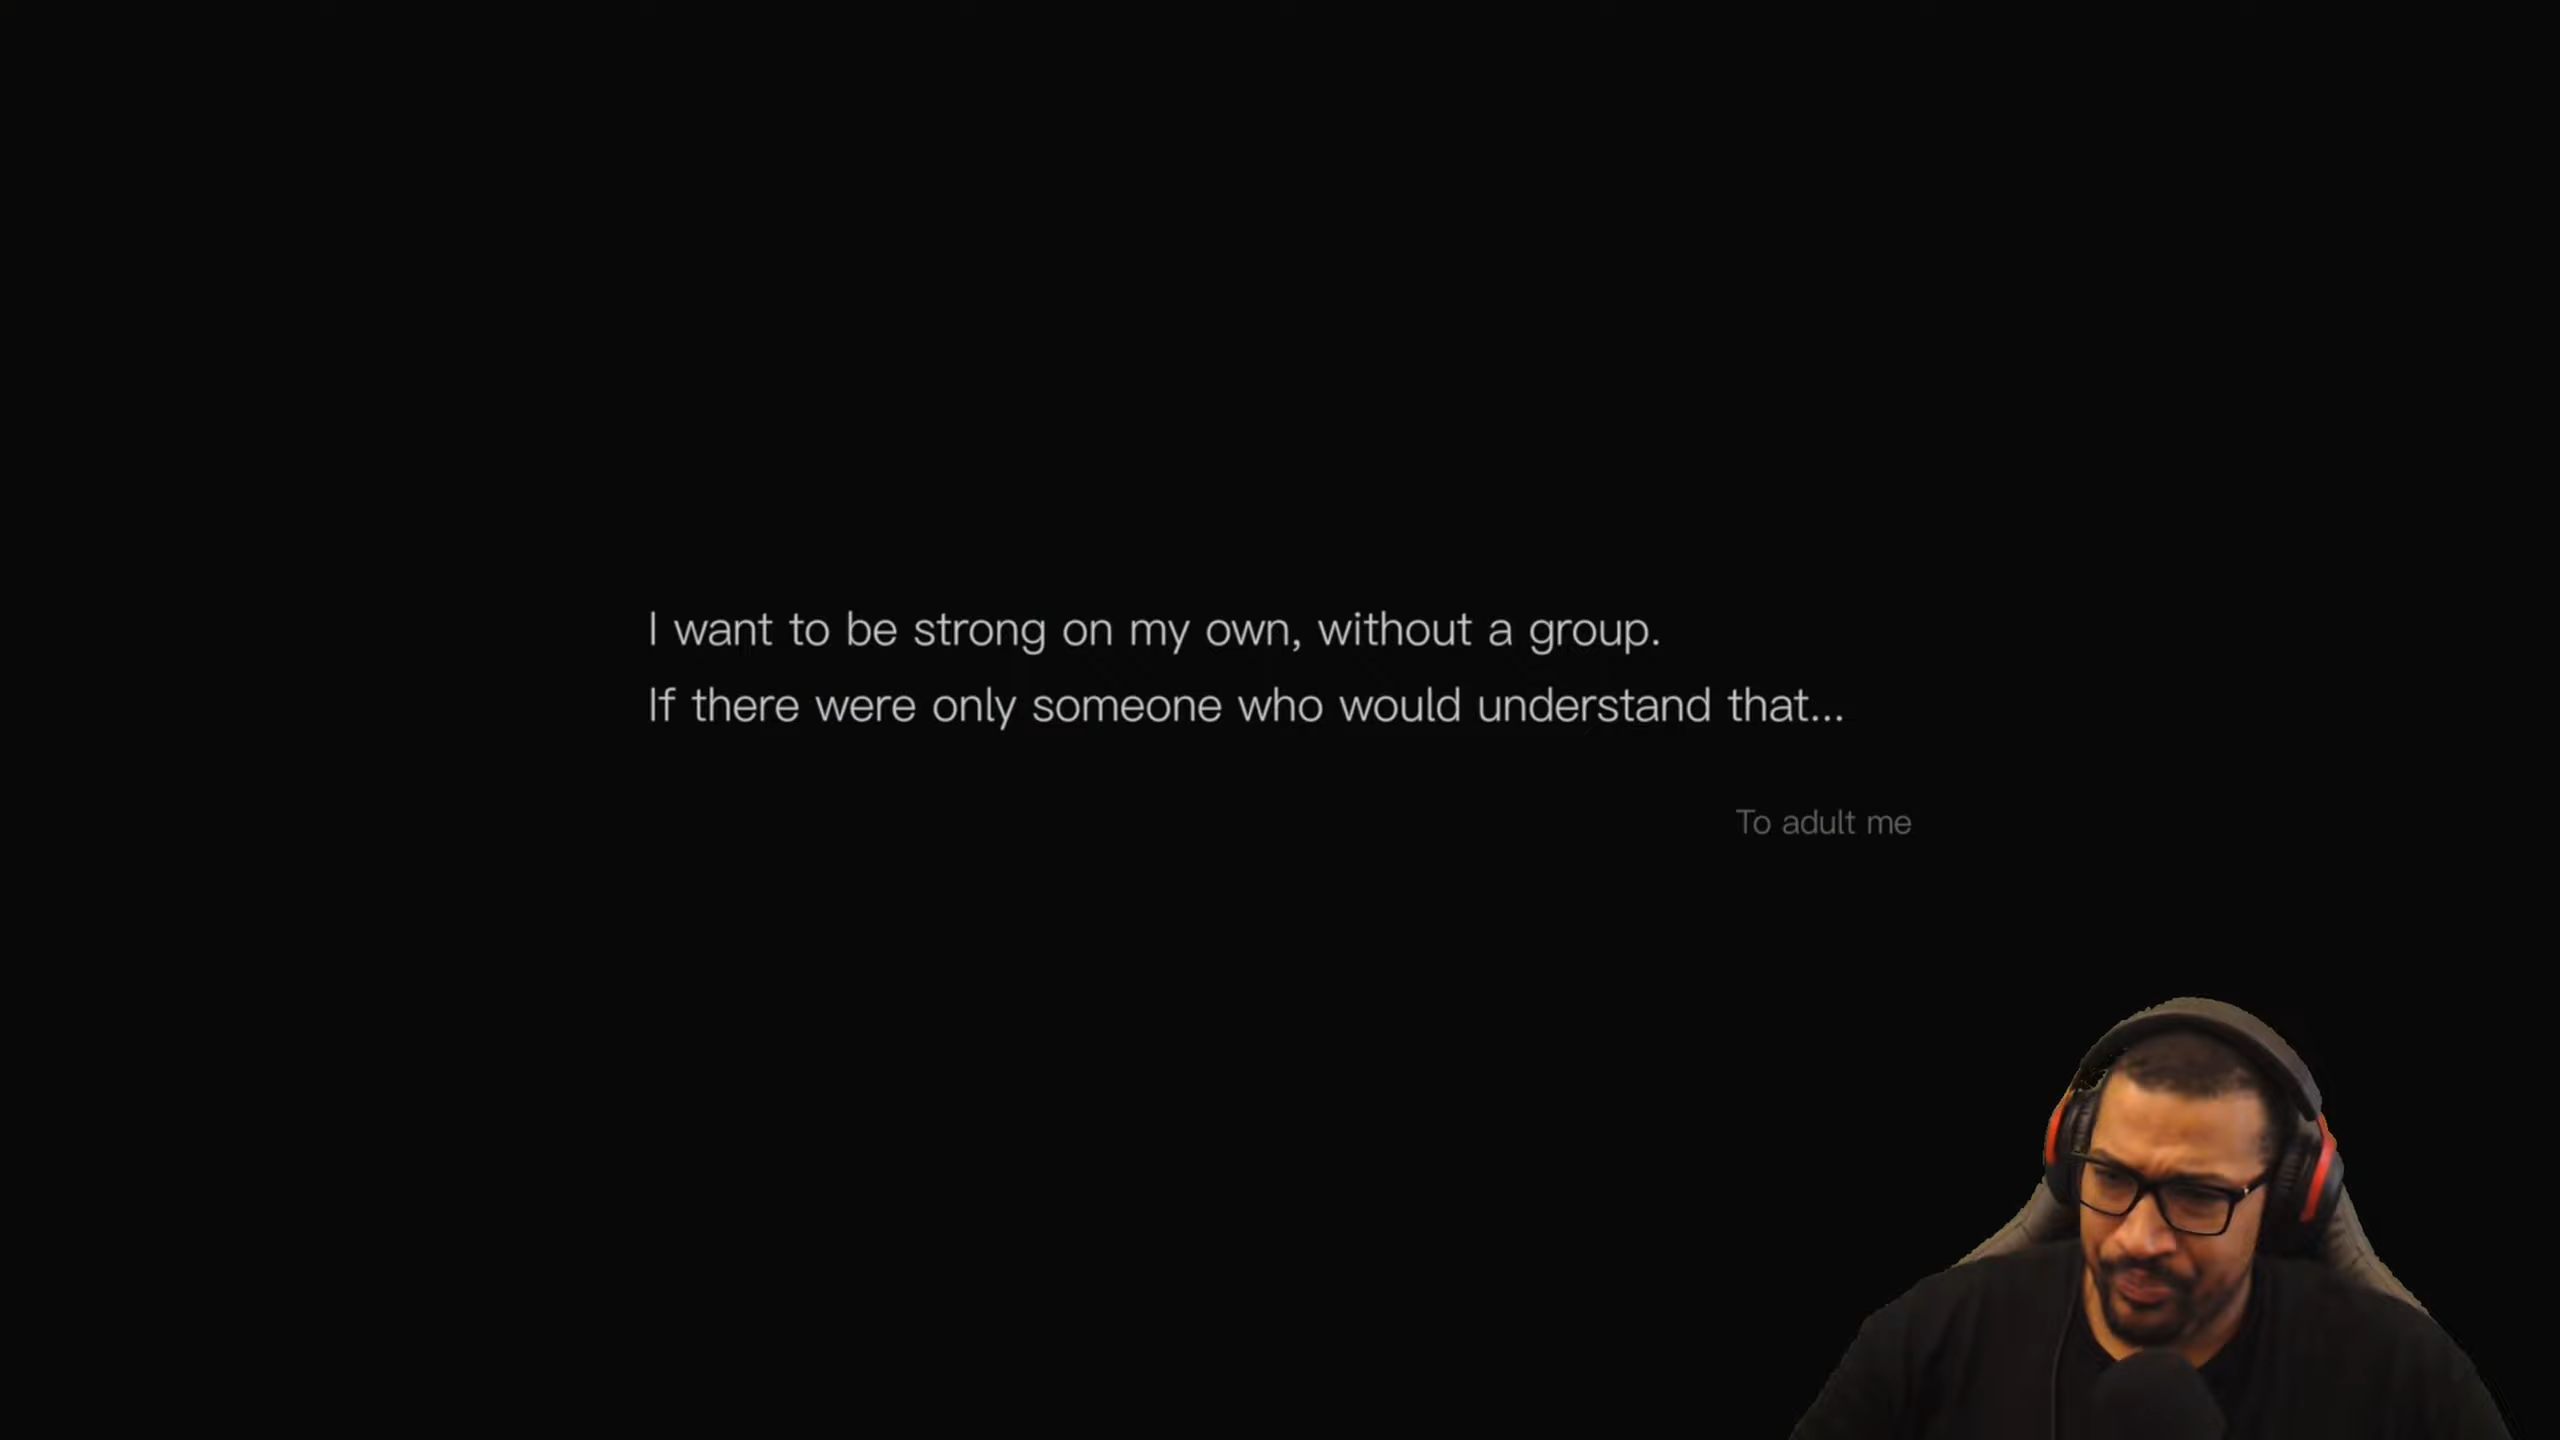 I want to be strong on my own, without a group.
If there were only someone who would understand that...
To adult me